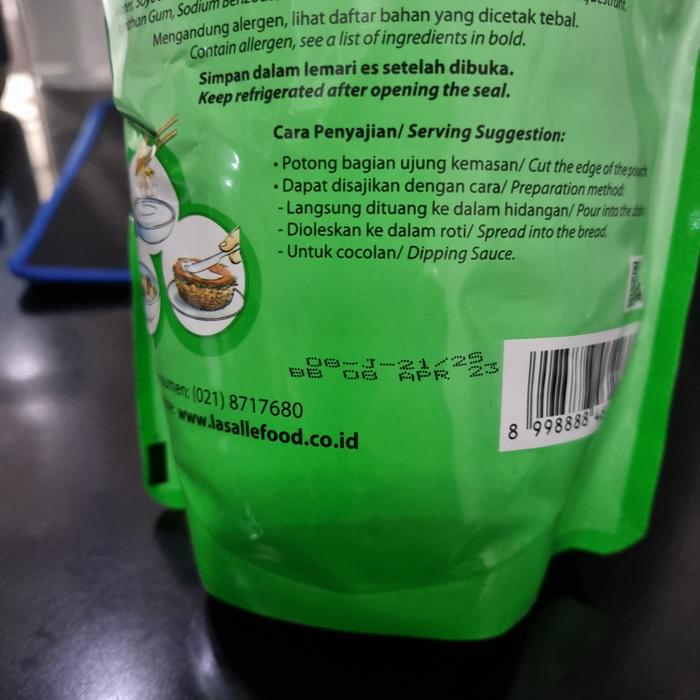 than Gum, Sodium
Mengandung alergen, lihat daftar bahan yang dicetak tebal.
Contain allergen, see a list of ingredients in bold.
Simpan dalam lemari es setelah dibuka.
Keep refrigerated after opening the seal.
Cara Penyajian/ Serving Suggestion:
• Potong bagian ujung kemasan/ Cut the edge of the pouch
• Dapat disajikan dengan cara/ Preparation method:
- Langsung dituang ke dalam hidangan/ Pour into the dish
- Dioleskan ke dalam roti/ Spread into the bread.
- Untuk cocolan/ Dipping Sauce.
BB 08 APR 23
umen: (021) 8717680
www.lasallefood.co.id
8 998888